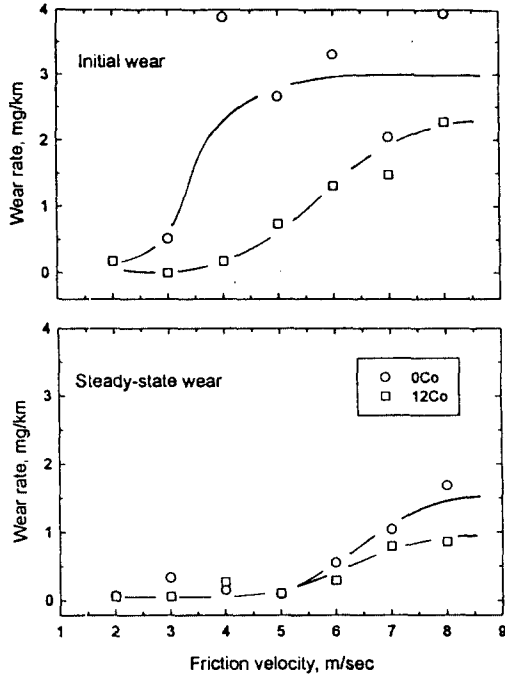 4
Initial wear
3
2
1
0
Wear rate, mg/km
4
Steady-state wear
0Co
12Co
3
2
1
0
Wear rate, mg/km
1 2 3 4 5 6 7 8 9
Friction velocity, m/sec